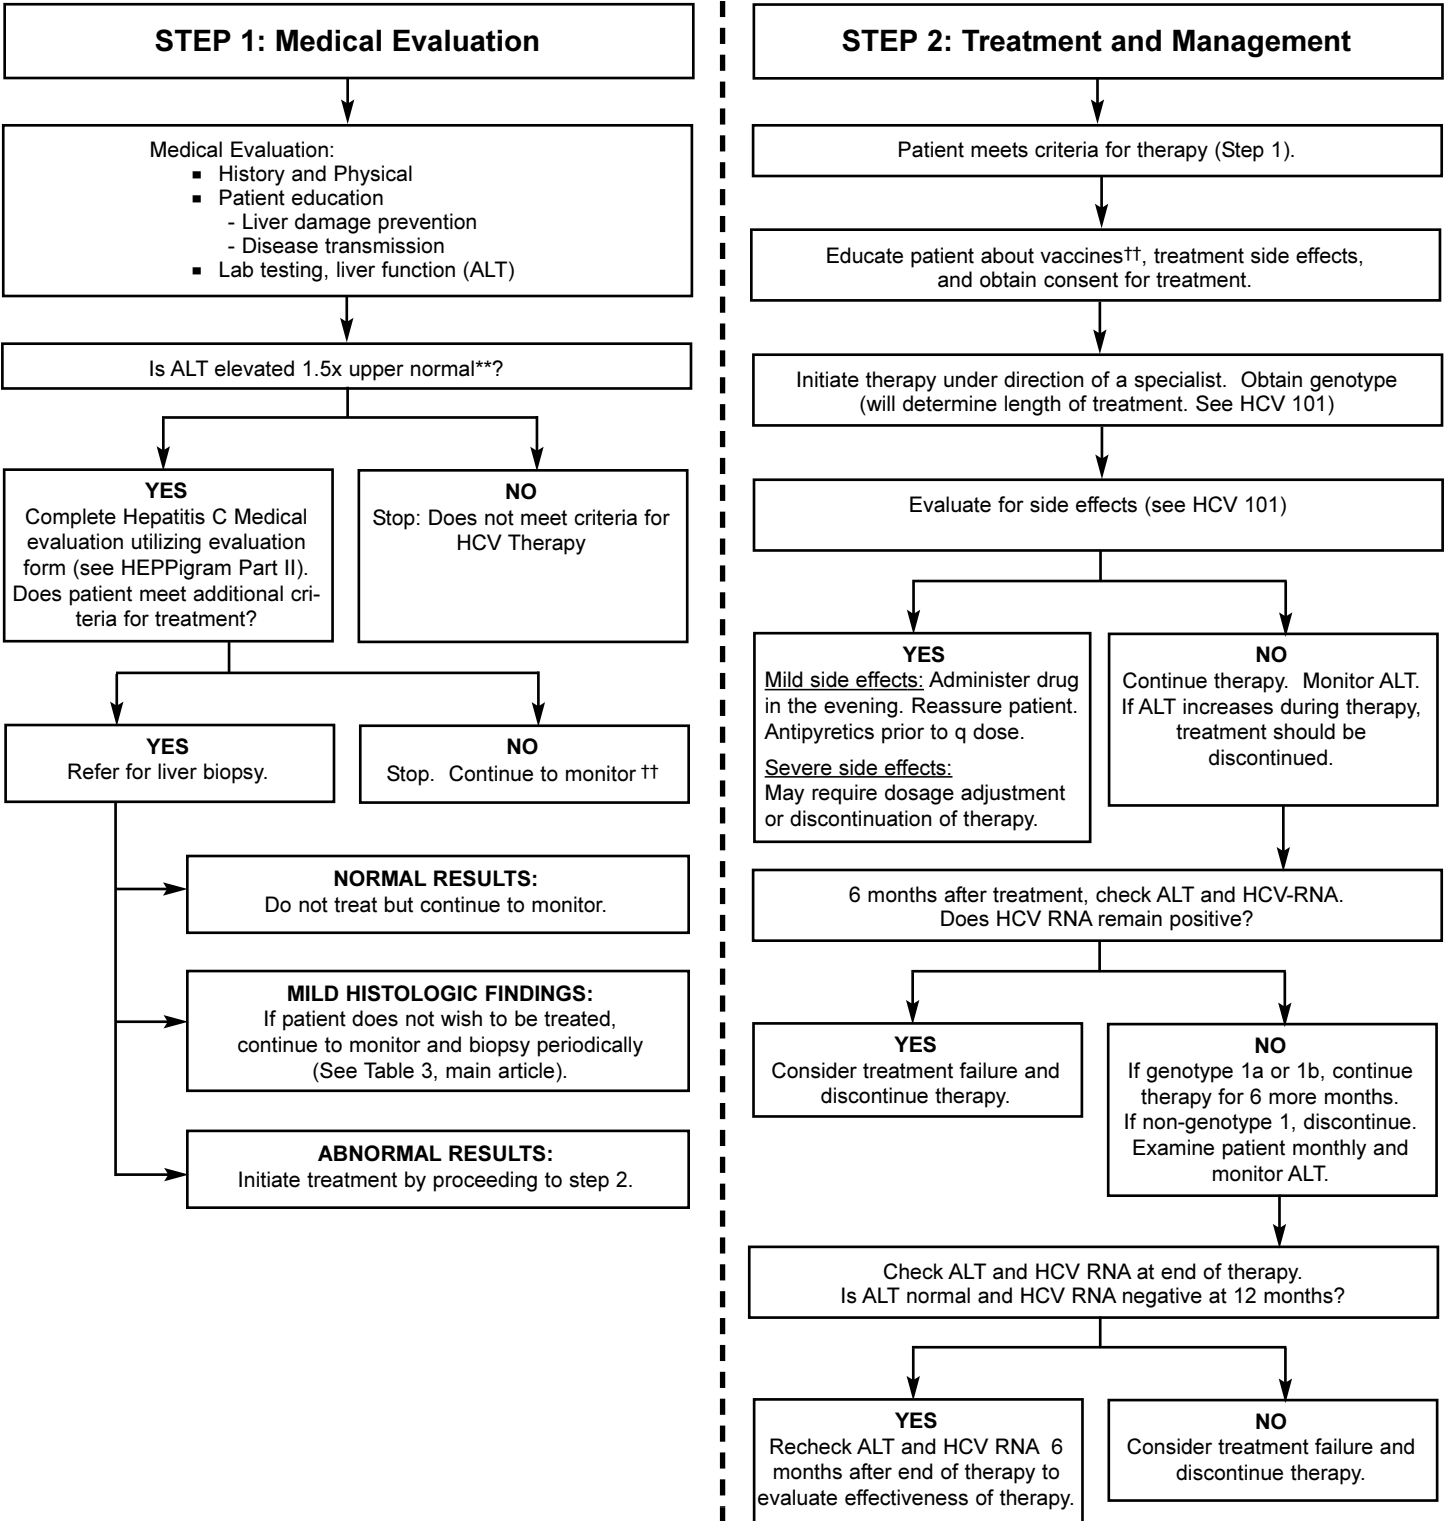 STEP 1: Medical Evaluation
Medical Evaluation:
▪ History and Physical
▪ Patient education
- Liver damage prevention
- Disease transmission
▪ Lab testing, liver function (ALT)
Is ALT elevated 1.5x upper normal**?
YES
Complete Hepatitis C Medical
evaluation utilizing evaluation
form (see HEPPigram Part II).
Does patient meet additional cri-
teria for treatment?
NO
Stop: Does not meet criteria for
HCV Therapy
YES
Refer for liver biopsy.
NO
Stop. Continue to monitor ††
NORMAL RESULTS:
Do not treat but continue to monitor.
MILD HISTOLOGIC FINDINGS:
If patient does not wish to be treated,
continue to monitor and biopsy periodically
(See Table 3, main article).
ABNORMAL RESULTS:
Initiate treatment by proceeding to step 2.
STEP 2: Treatment and Management
Patient meets criteria for therapy (Step 1).
Educate patient about vaccines††, treatment side effects,
and obtain consent for treatment.
Initiate therapy under direction of a specialist. Obtain genotype
(will determine length of treatment. See HCV 101)
Evaluate for side effects (see HCV 101)
YES
Mild side effects: Administer drug
in the evening. Reassure patient.
Antipyretics prior to q dose.
Severe side effects:
May require dosage adjustment
or discontinuation of therapy.
NO
Continue therapy. Monitor ALT.
If ALT increases during therapy,
treatment should be
discontinued.
6 months after treatment, check ALT and HCV-RNA.
Does HCV RNA remain positive?
YES
Consider treatment failure and
discontinue therapy.
NO
If genotype 1a or 1b, continue
therapy for 6 more months.
If non-genotype 1, discontinue.
Examine patient monthly and
monitor ALT.
Check ALT and HCV RNA at end of therapy.
Is ALT normal and HCV RNA negative at 12 months?
YES
Recheck ALT and HCV RNA 6
months after end of therapy to
evaluate effectiveness of therapy.
NO
Consider treatment failure and
discontinue therapy.